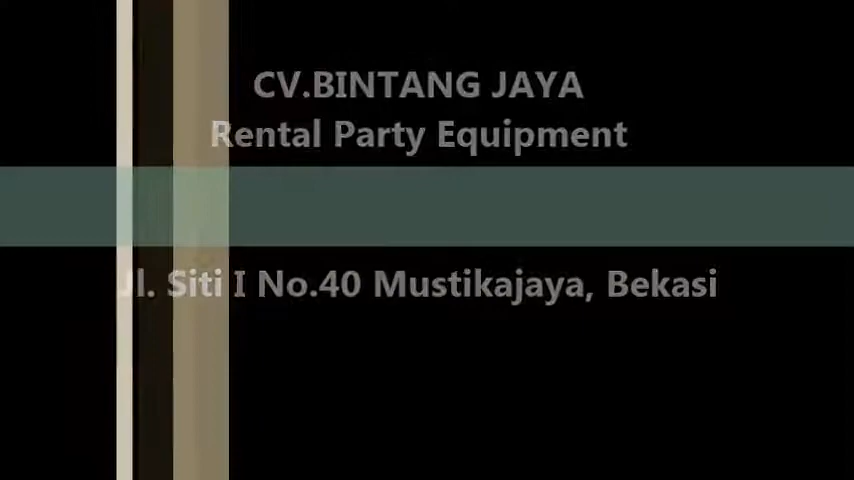 CV.BINTANG JAYA
Rental Party Equipment
Jl. Siti I No.40 Mustikajaya, Bekasi